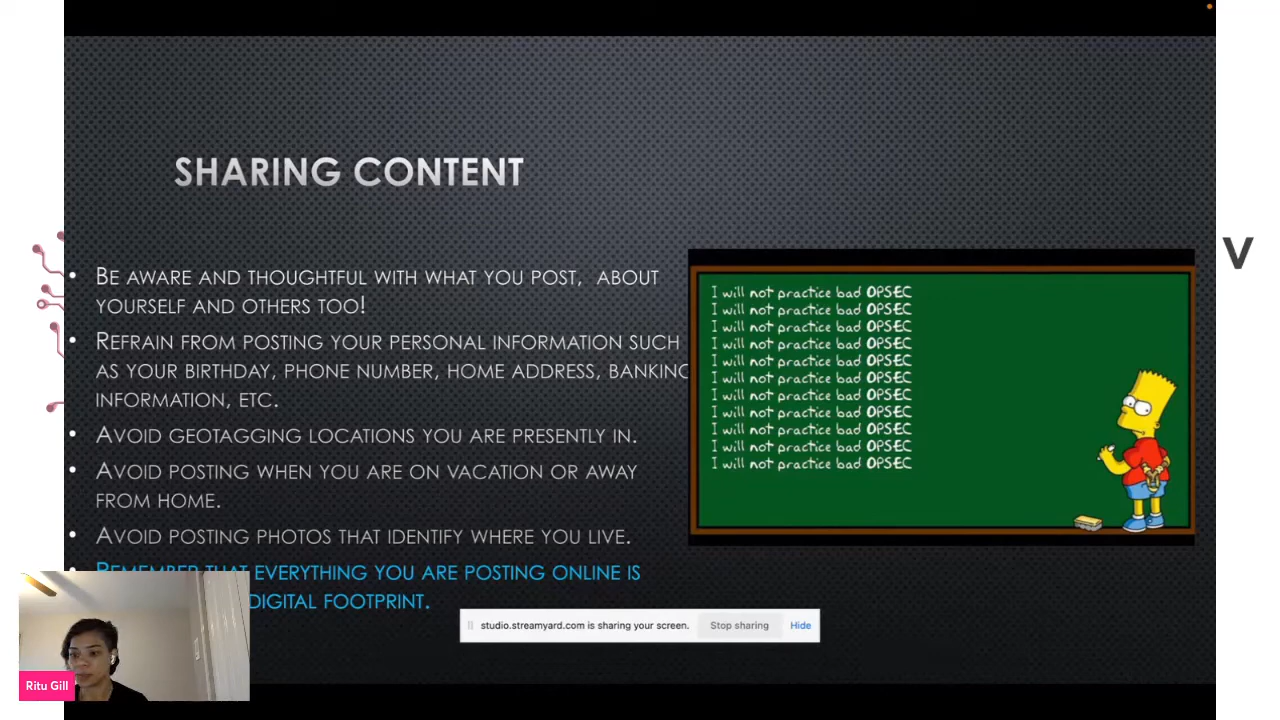 SHARING CONTENT
• BE AWARE AND THOUGHTFUL WITH WHAT YOU POST, ABOUT
YOURSELF AND OTHERS TOO!
• REFRAIN FROM POSTING YOUR PERSONAL INFORMATION SUCH
AS YOUR BIRTHDAY, PHONE NUMBER, HOME ADDRESS, BANKING
INFORMATION, ETC.
• AVOID GEOTAGGING LOCATIONS YOU ARE PRESENTLY IN.
• AVOID POSTING WHEN YOU ARE ON VACATION OR AWAY
FROM HOME.
• AVOID POSTING PHOTOS THAT IDENTIFY WHERE YOU LIVE.
• REMEMBER THAT EVERYTHING YOU ARE POSTING ONLINE IS
DIGITAL FOOTPRINT.
I will not practice bad OPSEC
I will not practice bad OPSEC
I will not practice bad OPSEC
I will not practice bad OPSEC
I will not practice bad OPSEC
I will not practice bad OPSEC
I will not practice bad OPSEC
I will not practice bad OPSEC
I will not practice bad OPSEC
I will not practice bad OPSEC
I will not practice bad OPSEC
V
studio.streamyard.com is sharing your screen. Stop sharing Hide
Ritu Gill